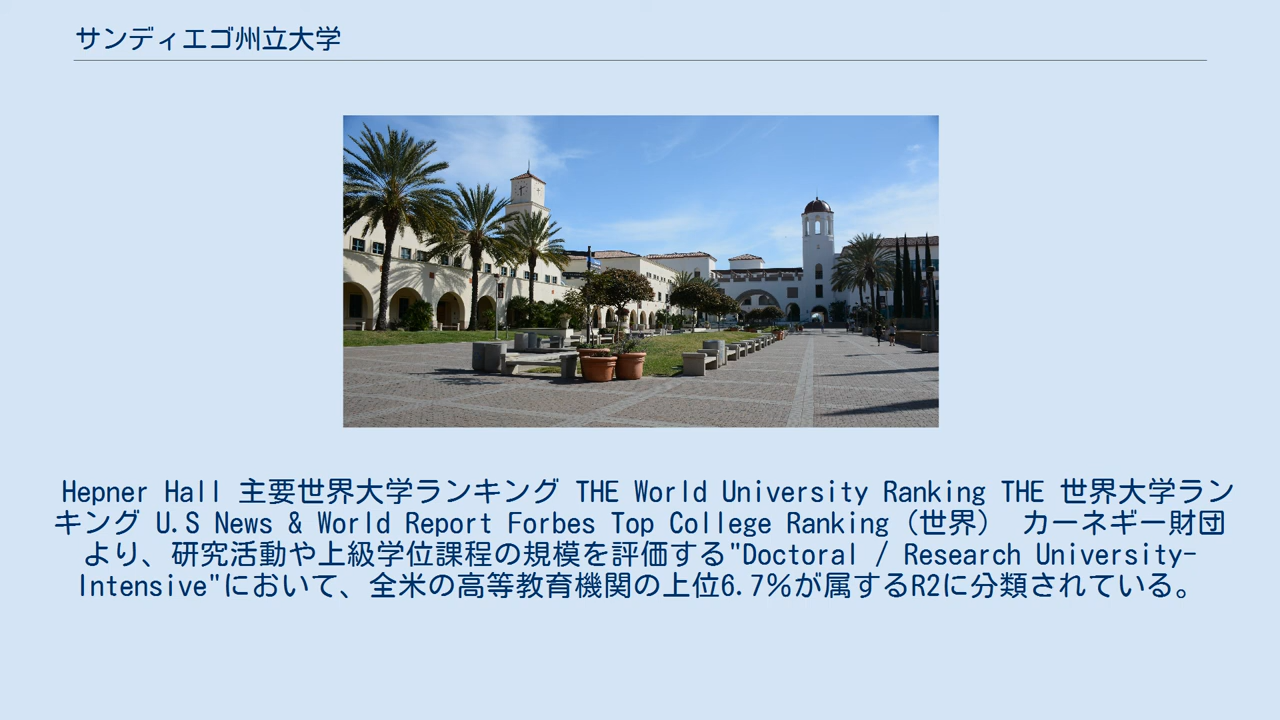 サンディエゴ州立大学
Hepner Hall 主要世界大学ランキング THE World University Ranking THE 世界大学ラン
キング U.S News & World Report Forbes Top College Ranking（世界） カーネギー財団
より、研究活動や上級学位課程の規模を評価する"Doctoral / Research University-
Intensive"において、全米の高等教育機関の上位6.7％が属するR2に分類されている。